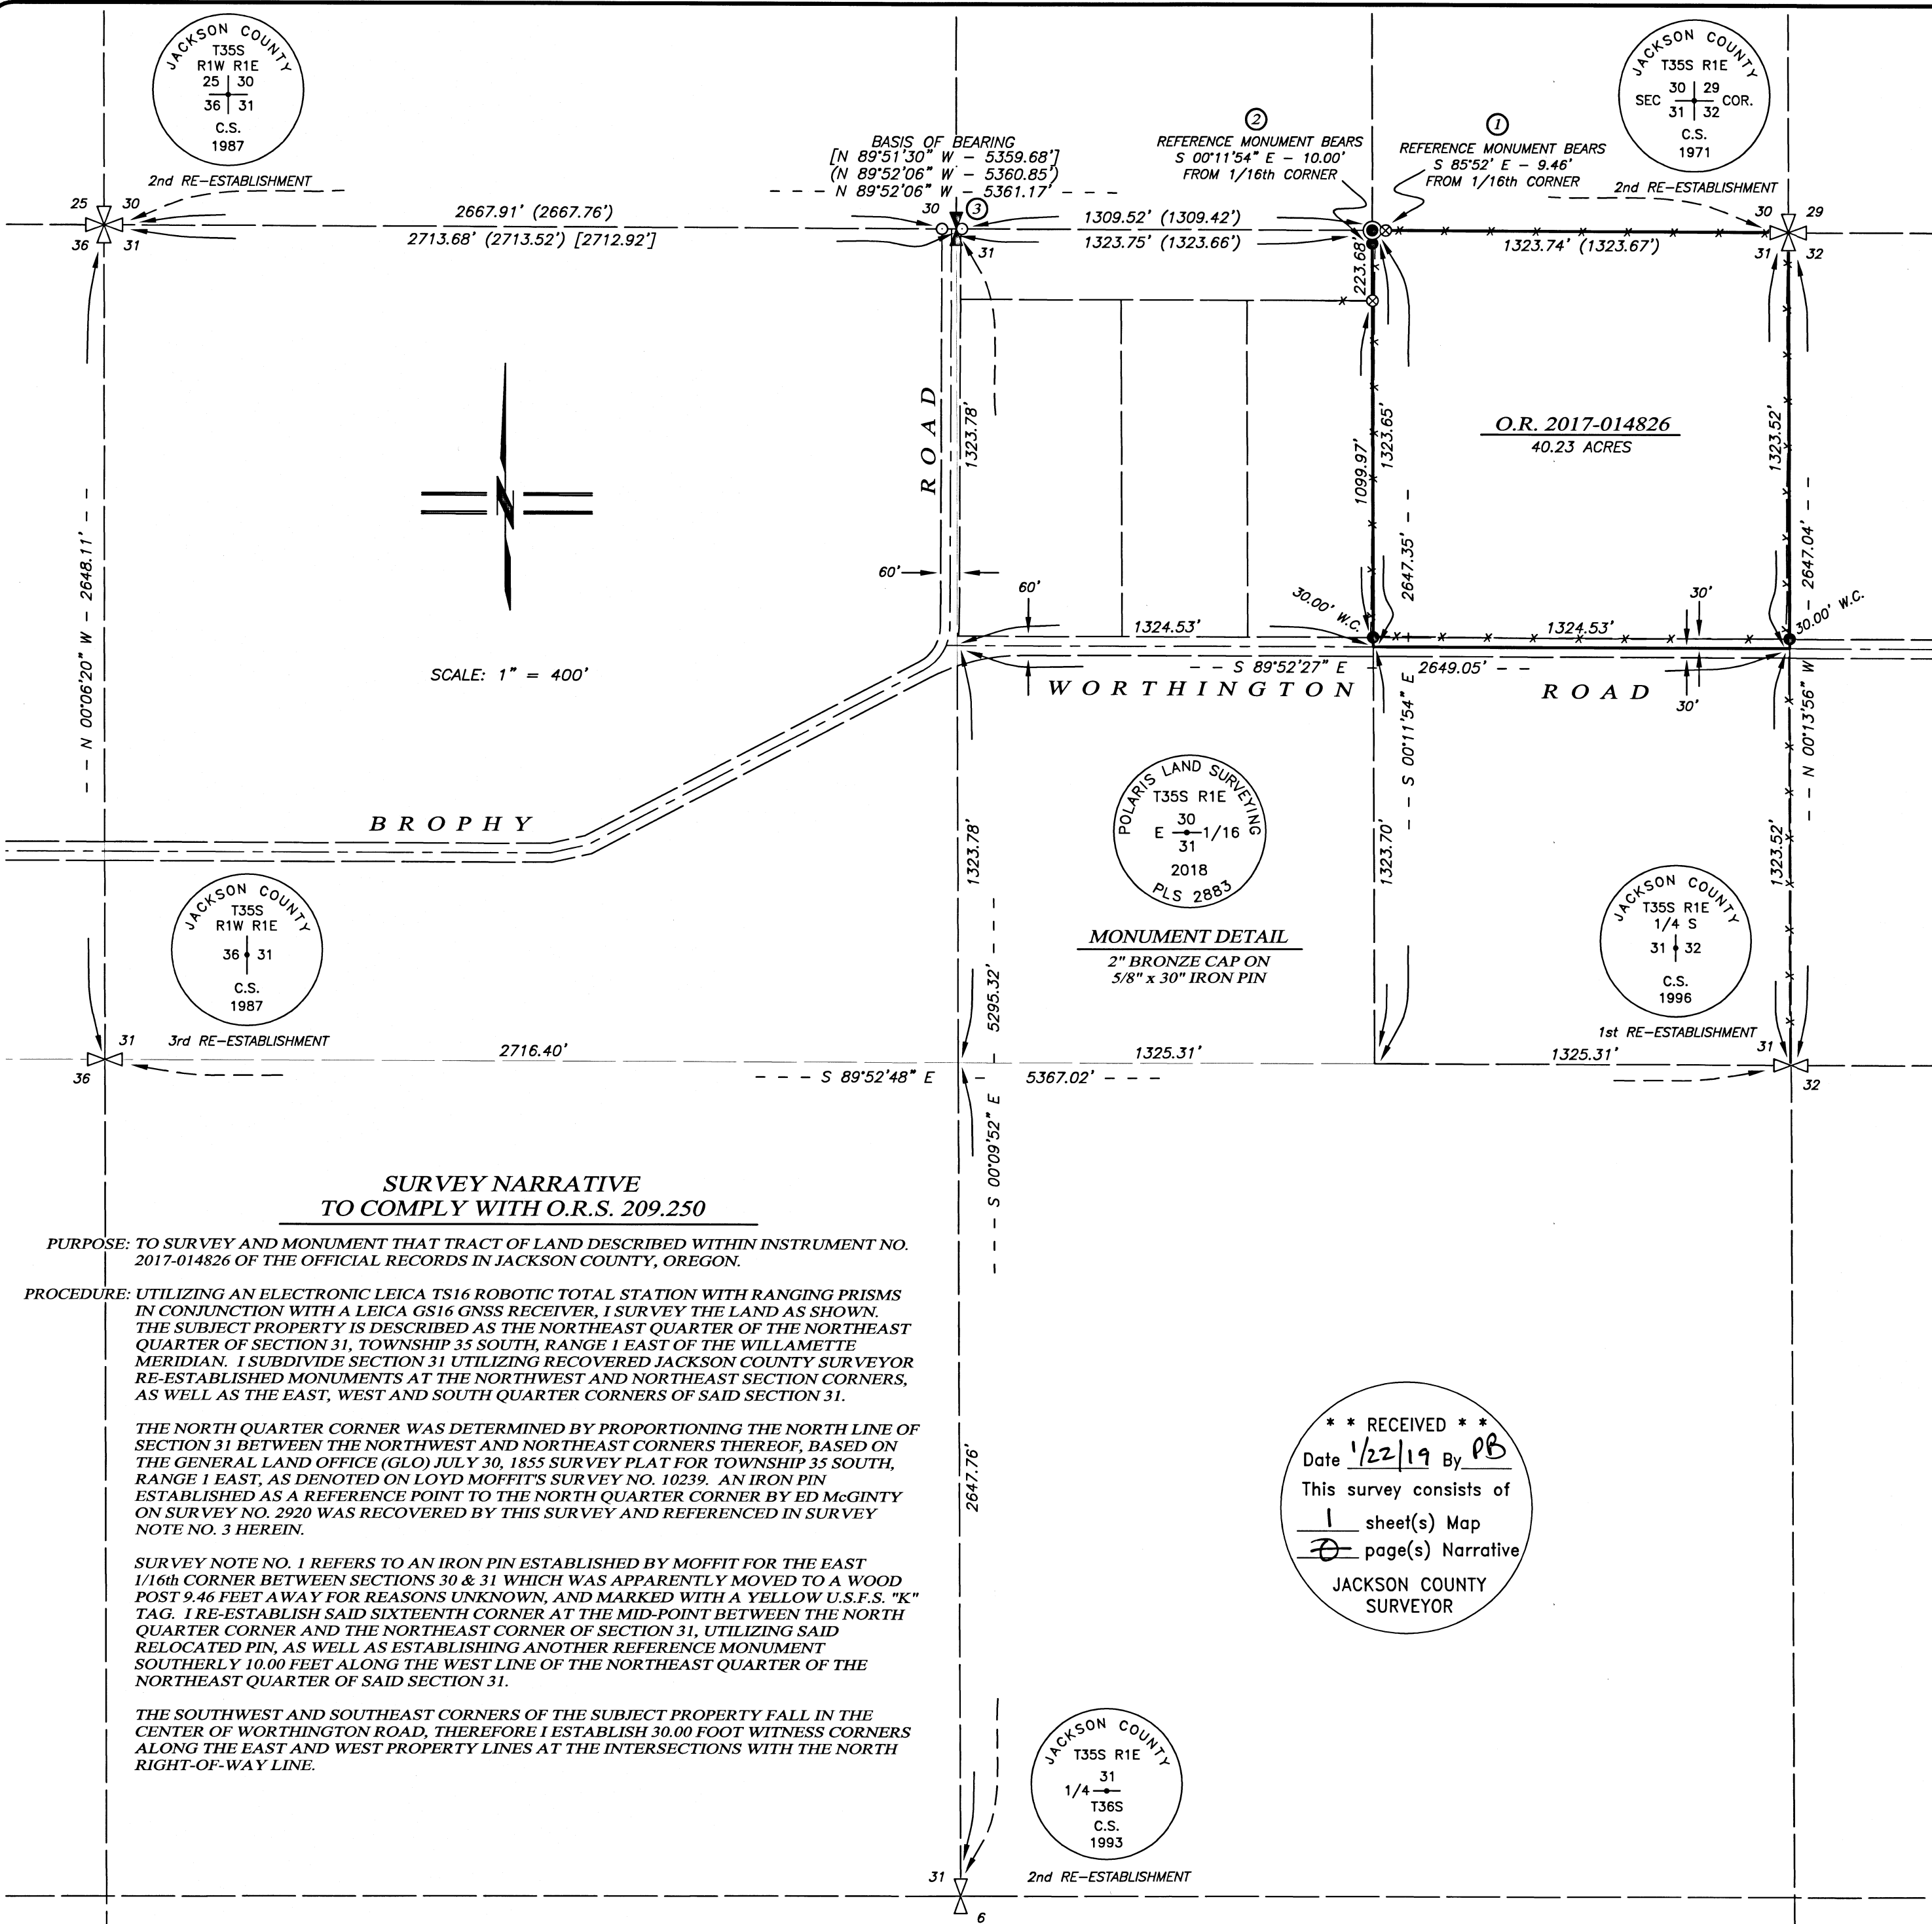 JACKSON COUNTY
T35S
R1W R1E
25 30
36 31
C.S.
1987
2nd RE-ESTABLISHMENT
BASIS OF BEARING
[N 89°51'30" W - 5359.68']
(N 89°52'06" W - 5360.85')
- - - N 89°52'06" W - 5361.17' - - -
2
REFERENCE MONUMENT BEARS
S 00°11'54" E - 10.00'
FROM 1/16th CORNER
1
REFERENCE MONUMENT BEARS
S 85°52' E - 9.46'
FROM 1/16th CORNER
JACKSON COUNTY
T35S R1E
30 29
SEC COR.
31 32
C.S.
1971
2nd RE-ESTABLISHMENT
25 30
36 31
2667.91' (2667.76')
2713.68' (2713.52') [2712.92']
30
3
31
1309.52' (1309.42')
1323.75' (1323.66')
1323.74' (1323.67')
30 29
31 32
223.68'
1099.97'
1323.65'
2647.35'
- - S 00°11'54" E -
O.R. 2017-014826
40.23 ACRES
1323.52'
- - N 00°13'56" W - 2647.04' - -
- - N 00°06'20" W - 2648.11' - -
ROAD
1323.78'
60'
60'
SCALE: 1" = 400'
N
30.00' W.C.
1324.53'
1324.53'
30'
30'
30.00' W.C.
- - S 89°52'27" E - 2649.05' - -
WORTHINGTON ROAD
BROPHY
POLARIS LAND SURVEYING
T35S R1E
30
E 1/16
31
2018
PLS 2883
MONUMENT DETAIL
2" BRONZE CAP ON
5/8" x 30" IRON PIN
1323.78'
1323.70'
1323.52'
JACKSON COUNTY
T35S
R1W R1E
36 31
C.S.
1987
3rd RE-ESTABLISHMENT
JACKSON COUNTY
T35S R1E
1/4 S
31 32
C.S.
1996
1st RE-ESTABLISHMENT
31
36
2716.40'
1325.31'
1325.31'
31
32
- - - S 89°52'48" E - 5367.02' - - -
- - - S 00°09'52" E - 5295.32' - - -
2647.76'
SURVEY NARRATIVE
TO COMPLY WITH O.R.S. 209.250
PURPOSE: TO SURVEY AND MONUMENT THAT TRACT OF LAND DESCRIBED WITHIN INSTRUMENT NO.
2017-014826 OF THE OFFICIAL RECORDS IN JACKSON COUNTY, OREGON.
PROCEDURE: UTILIZING AN ELECTRONIC LEICA TS16 ROBOTIC TOTAL STATION WITH RANGING PRISMS
IN CONJUNCTION WITH A LEICA GS16 GNSS RECEIVER, I SURVEY THE LAND AS SHOWN.
THE SUBJECT PROPERTY IS DESCRIBED AS THE NORTHEAST QUARTER OF THE NORTHEAST
QUARTER OF SECTION 31, TOWNSHIP 35 SOUTH, RANGE 1 EAST OF THE WILLAMETTE
MERIDIAN. I SUBDIVIDE SECTION 31 UTILIZING RECOVERED JACKSON COUNTY SURVEYOR
RE-ESTABLISHED MONUMENTS AT THE NORTHWEST AND NORTHEAST SECTION CORNERS,
AS WELL AS THE EAST, WEST AND SOUTH QUARTER CORNERS OF SAID SECTION 31.
THE NORTH QUARTER CORNER WAS DETERMINED BY PROPORTIONING THE NORTH LINE OF
SECTION 31 BETWEEN THE NORTHWEST AND NORTHEAST CORNERS THEREOF, BASED ON
THE GENERAL LAND OFFICE (GLO) JULY 30, 1855 SURVEY PLAT FOR TOWNSHIP 35 SOUTH,
RANGE 1 EAST, AS DENOTED ON LOYD MOFFIT'S SURVEY NO. 10239. AN IRON PIN
ESTABLISHED AS A REFERENCE POINT TO THE NORTH QUARTER CORNER BY ED McGINTY
ON SURVEY NO. 2920 WAS RECOVERED BY THIS SURVEY AND REFERENCED IN SURVEY
NOTE NO. 3 HEREIN.
SURVEY NOTE NO. 1 REFERS TO AN IRON PIN ESTABLISHED BY MOFFIT FOR THE EAST
1/16th CORNER BETWEEN SECTIONS 30 & 31 WHICH WAS APPARENTLY MOVED TO A WOOD
POST 9.46 FEET AWAY FOR REASONS UNKNOWN, AND MARKED WITH A YELLOW U.S.F.S. "K"
TAG. I RE-ESTABLISH SAID SIXTEENTH CORNER AT THE MID-POINT BETWEEN THE NORTH
QUARTER CORNER AND THE NORTHEAST CORNER OF SECTION 31, UTILIZING SAID
RELOCATED PIN, AS WELL AS ESTABLISHING ANOTHER REFERENCE MONUMENT
SOUTHERLY 10.00 FEET ALONG THE WEST LINE OF THE NORTHEAST QUARTER OF THE
NORTHEAST QUARTER OF SAID SECTION 31.
THE SOUTHWEST AND SOUTHEAST CORNERS OF THE SUBJECT PROPERTY FALL IN THE
CENTER OF WORTHINGTON ROAD, THEREFORE I ESTABLISH 30.00 FOOT WITNESS CORNERS
ALONG THE EAST AND WEST PROPERTY LINES AT THE INTERSECTIONS WITH THE NORTH
RIGHT-OF-WAY LINE.
* * RECEIVED * *
Date 1/22/19 By PB
This survey consists of
1 sheet(s) Map
0 page(s) Narrative
JACKSON COUNTY
SURVEYOR
JACKSON COUNTY
T35S R1E
31
1/4
T36S
C.S.
1993
31
2nd RE-ESTABLISHMENT
6